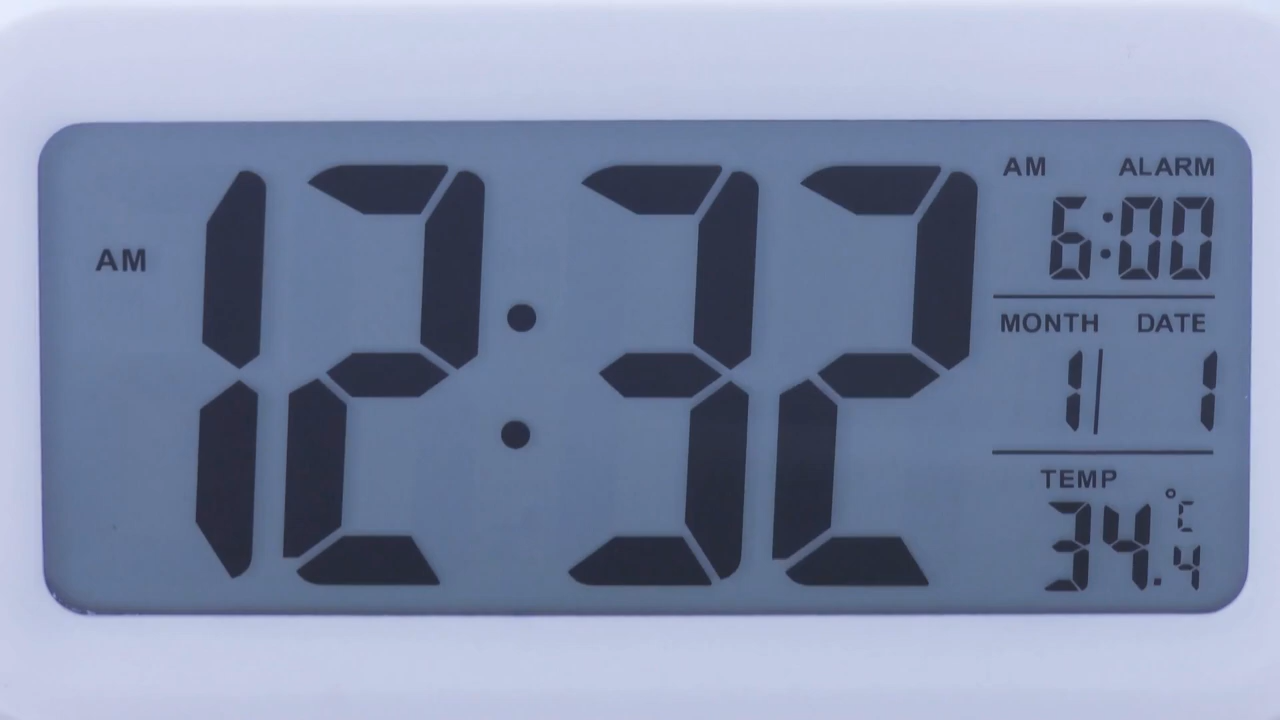 AM 12:32
AM ALARM
6:00
MONTH DATE
1| 1
TEMP
34.4 °C